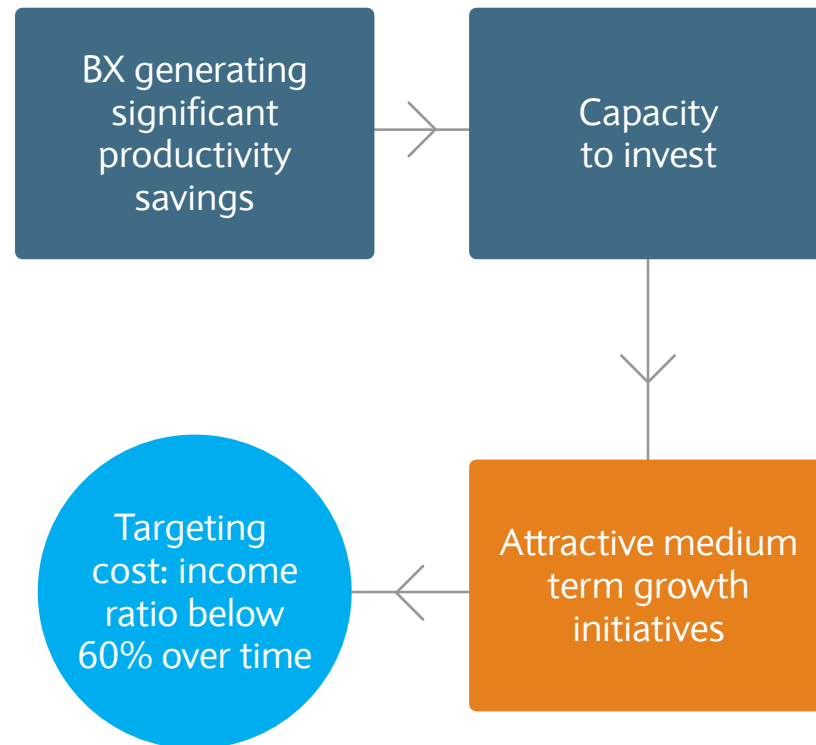 BX generating
significant
productivity
savings
Capacity
to invest
Attractive medium
term growth
initiatives
Targeting
cost: income
ratio below
60% over time